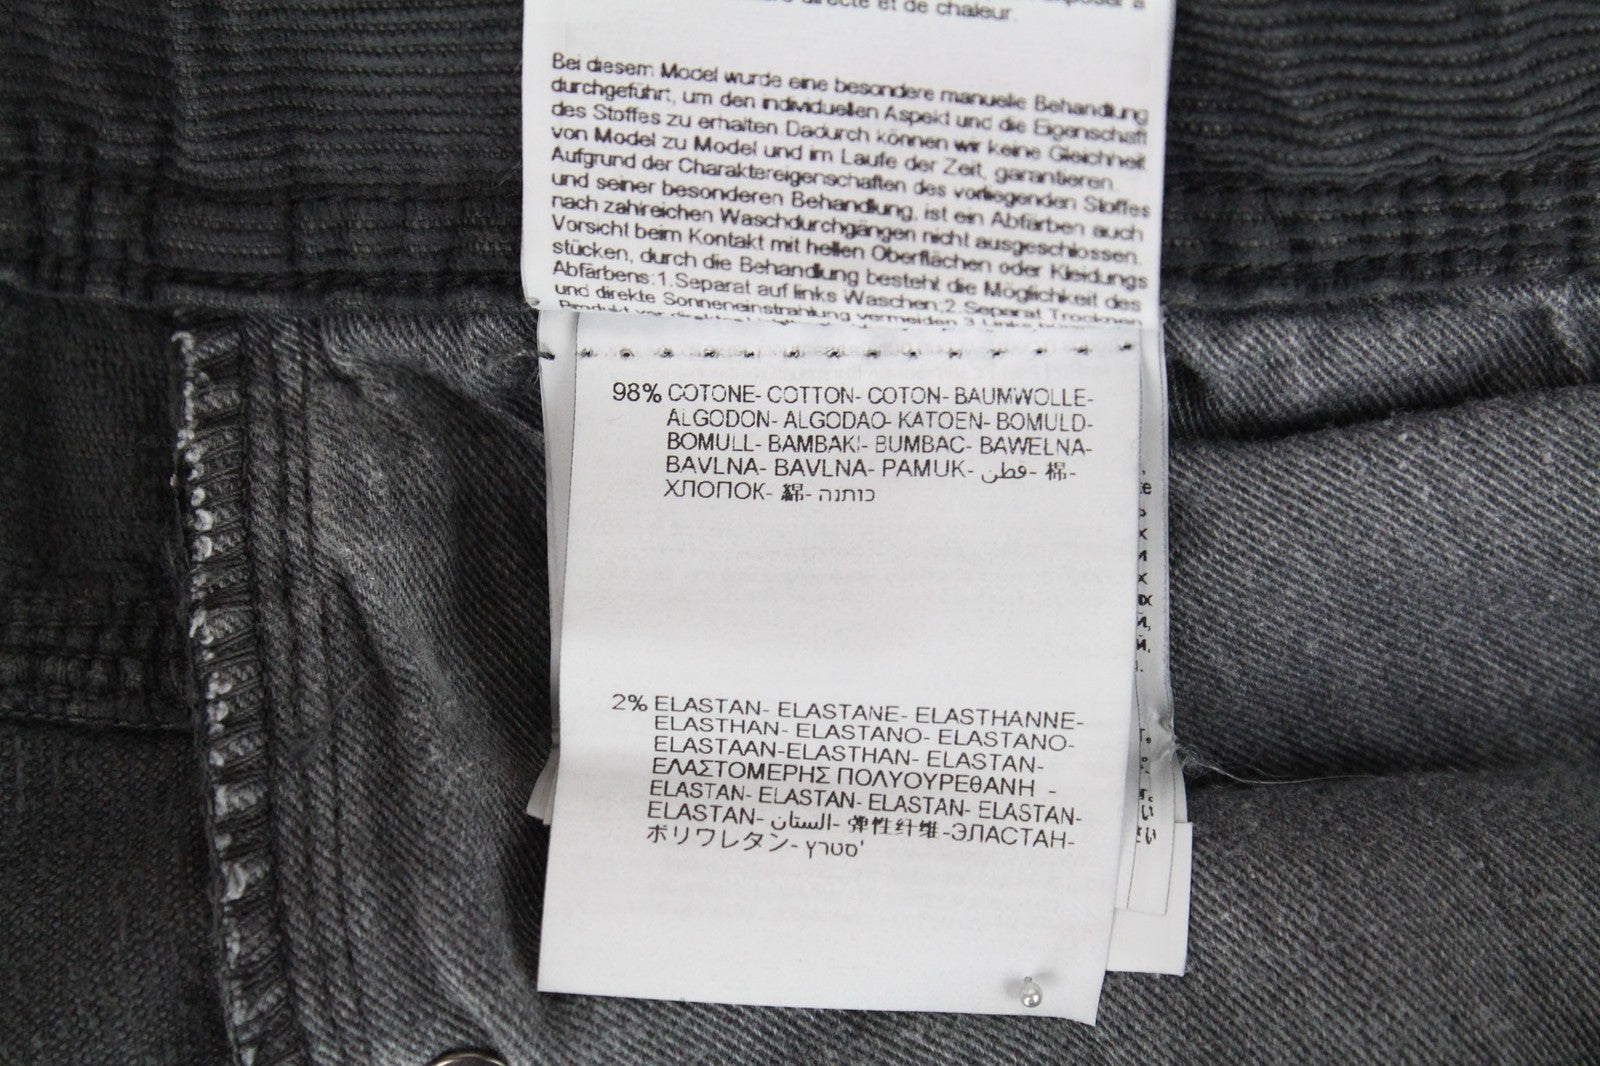 directe et de chaleur.
Bei diesem Model wurde eine besondere manuelle Behandlung
durchgeführt, um den individuellen Aspekt und die Eigenschaft
des Stoffes zu erhalten. Dadurch können wir keine Gleichheit
von Model zu Model und im Laufe der Zeit, garantieren.
Aufgrund der Charaktereigenschaften des vorliegenden Stoffes
und seiner besonderen Behandlung, ist ein Abfärben auch
nach zahlreichen Waschdurchgängen nicht ausgeschlossen.
Vorsicht beim Kontakt mit hellen Oberflächen oder Kleidungs
stücken, durch die Behandlung besteht die Möglichkeit des
Abfärbens:1.Separat auf links Waschen;2.Separat Trocknen
und direkte Sonneneinstrahlung vermeiden 3.Links
98% COTONE- COTTON- COTON- BAUMWOLLE-
ALGODON- ALGODAO- KATOEN- BOMULD-
BOMULL- BAMBAKI- BUMBAC- BAWEŁNA-
BAVLNA- BAVLNA- PAMUK- قطن- 棉-
ХЛОПОК- 綿- כותנה
2% ELASTAN- ELASTANE- ELASTHANNE-
ELASTHAN- ELASTANO- ELASTANO-
ELASTAAN-ELASTHAN- ELASTAN-
ΕΛΑΣΤΟΜΕΡΗΣ ΠΟΛΥΟΥΡΕΘΑΝΗ -
ELASTAN- ELASTAN- ELASTAN- ELASTAN-
ELASTAN- الستان- 弹性纤维-ЭЛАСТАН-
ポリウレタン- סטרץ'